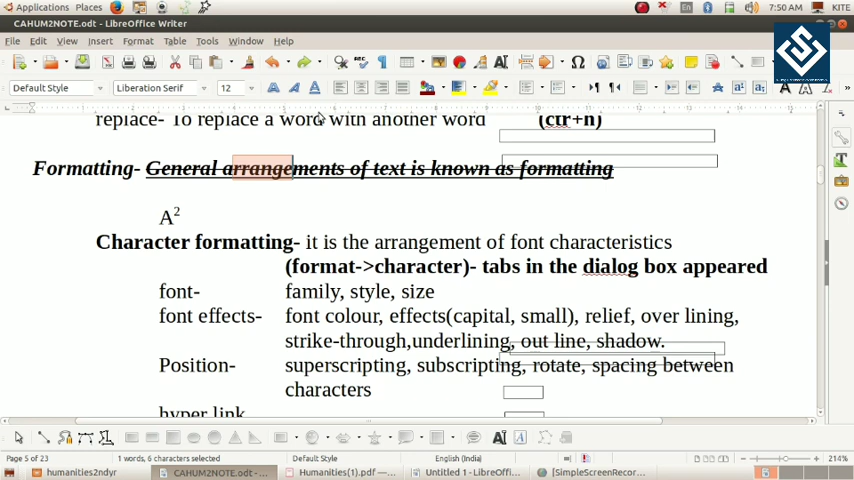 Applications Places En 7:50 AM KITE
CAHUM2NOTE.odt - LibreOffice Writer
File Edit View Insert Format Table Tools Window Help
Default Style Liberation Serif 12
replace- To replace a word with another word (ctr+h)
Formatting- General arrangements of text is known as formatting
A2
Character formatting- it is the arrangement of font characteristics
(format->character)- tabs in the dialog box appeared
font- family, style, size
font effects- font colour, effects(capital, small), relief, over lining,
strike-through,underlining, out line, shadow.
Position- superscripting, subscripting, rotate, spacing between
characters
hyper link
Page 5 of 23 1 words, 6 characters selected Default Style English (India) 214%
humanities2ndyr CAHUM2NOTE.odt -... Humanities(1).pdf —... Untitled 1 - LibreOffi... [SimpleScreenRecor...